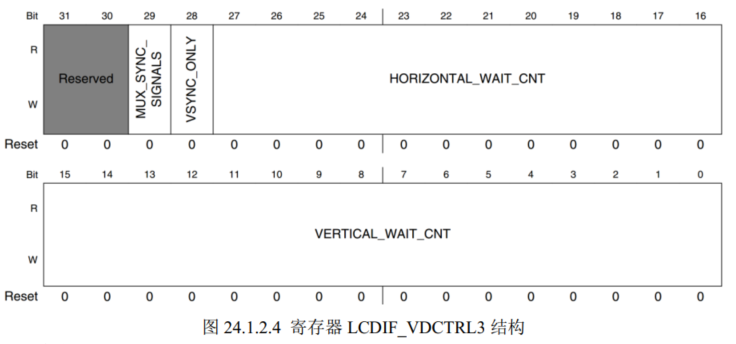 Bit 31 30 29 28 27 26 25 24 23 22 21 20 19 18 17 16
R
Reserved
MUX_SYNC_
SIGNALS
VSYNC_ONLY
HORIZONTAL_WAIT_CNT
W
Reset 0 0 0 0 0 0 0 0 0 0 0 0 0 0 0 0
Bit 15 14 13 12 11 10 9 8 7 6 5 4 3 2 1 0
R
VERTICAL_WAIT_CNT
W
Reset 0 0 0 0 0 0 0 0 0 0 0 0 0 0 0 0
图 24.1.2.4 寄存器 LCDIF_VDCTRL3 结构